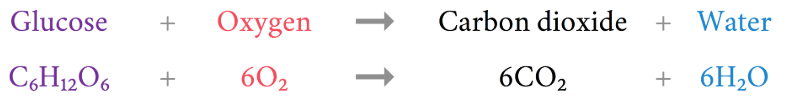 Glucose + Oxygen → Carbon dioxide + Water
C₆H₁₂O₆ + 6O₂ → 6CO₂ + 6H₂O